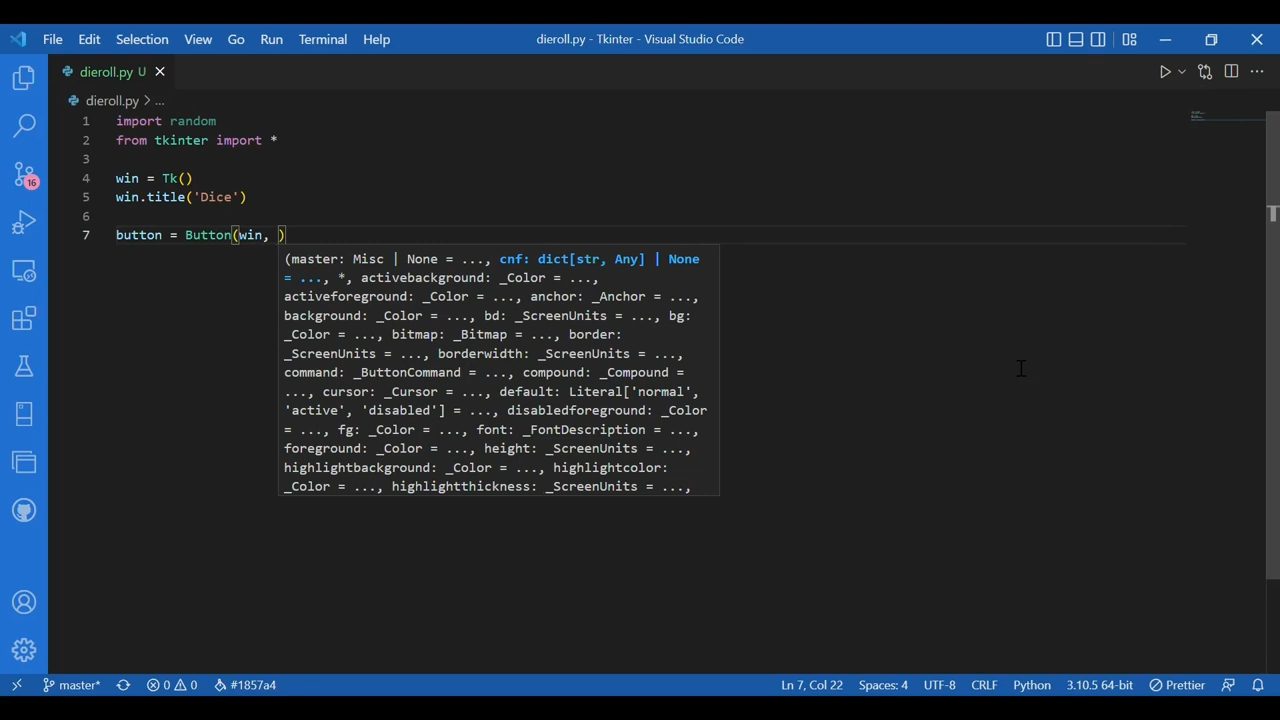 File Edit Selection View Go Run Terminal Help dieroll.py - Tkinter - Visual Studio Code
dieroll.py U
dieroll.py > ...
1 import random
2 from tkinter import *
3
4 win = Tk()
5 win.title('Dice')
6
7 button = Button(win, )
(master: Misc | None = ..., cnf: dict[str, Any] | None
= ..., *, activebackground: _Color = ...,
activeforeground: _Color = ..., anchor: _Anchor = ...,
background: _Color = ..., bd: _ScreenUnits = ..., bg:
_Color = ..., bitmap: _Bitmap = ..., border:
_ScreenUnits = ..., borderwidth: _ScreenUnits = ...,
command: _ButtonCommand = ..., compound: _Compound =
..., cursor: _Cursor = ..., default: Literal['normal',
'active', 'disabled'] = ..., disabledforeground: _Color
= ..., fg: _Color = ..., font: _FontDescription = ...,
foreground: _Color = ..., height: _ScreenUnits = ...,
highlightbackground: _Color = ..., highlightcolor:
_Color = ..., highlightthickness: _ScreenUnits = ...,
16
master* 0 0 #1857a4 Ln 7, Col 22 Spaces: 4 UTF-8 CRLF Python 3.10.5 64-bit Prettier